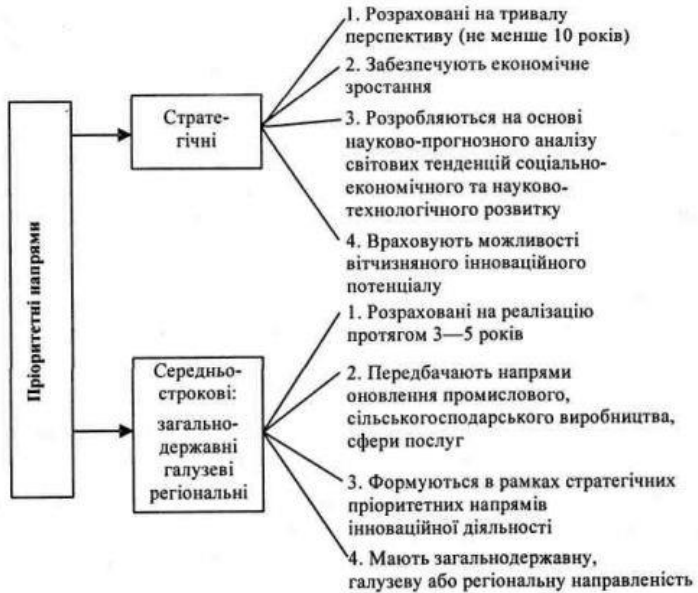 Пріоритетні напрями
Страте-
гічні
1. Розраховані на тривалу
перспективу (не менше 10 років)
2. Забезпечують економічне
зростання
3. Розробляються на основі
науково-прогнозного аналізу
світових тенденцій соціально-
економічного та науково-
технологічного розвитку
4. Враховують можливості
вітчизняного інноваційного
потенціалу
Середньо-
строкові:
загально-
державні
галузеві
регіональні
1. Розраховані на реалізацію
протягом 3—5 років
2. Передбачають напрями
оновлення промислового,
сільськогосподарського виробництва,
сфери послуг
3. Формуються в рамках стратегічних
пріоритетних напрямів
інноваційної діяльності
4. Мають загальнодержавну,
галузеву або регіональну направленість